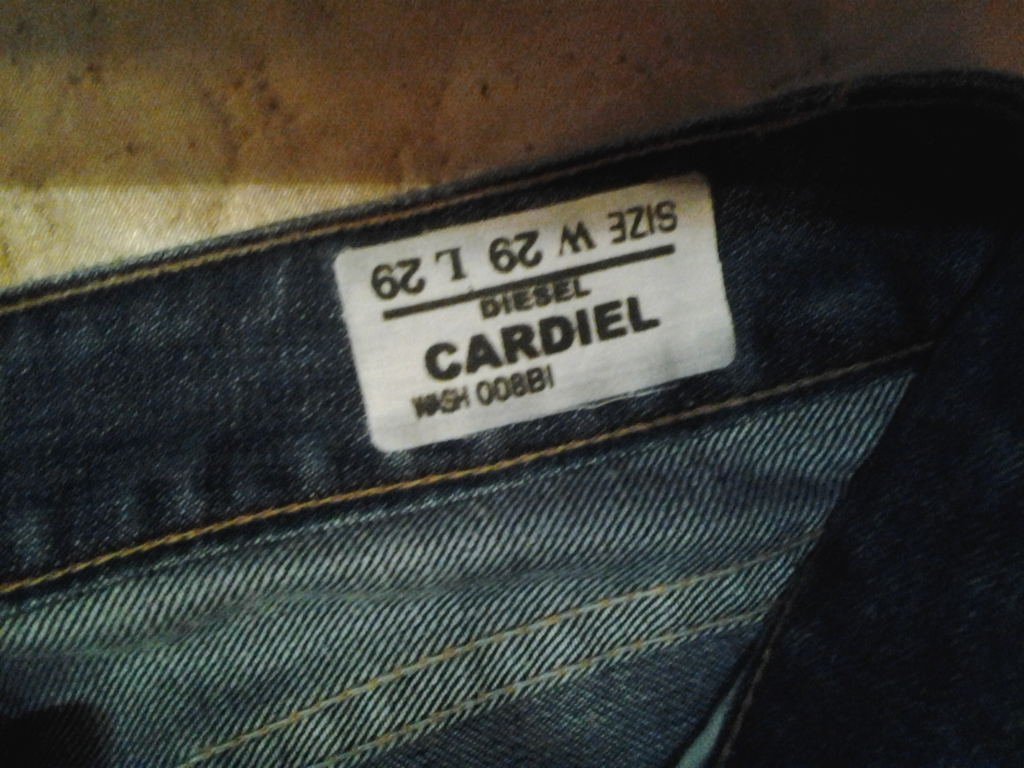 SIZE W 29 L 29
DIESEL
CARDIEL
WASH 008BI